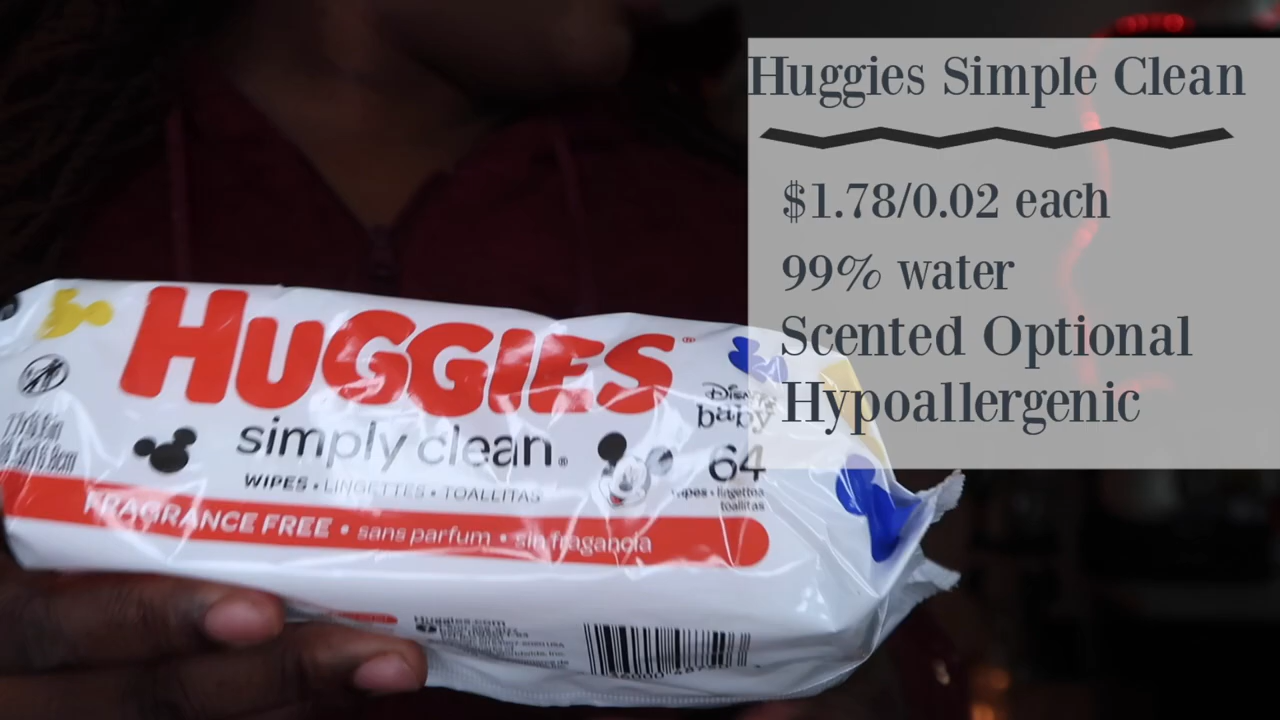 Huggies Simple Clean
$1.78/0.02 each
99% water
Scented Optional
Hypoallergenic
HUGGIES®
simply clean®
WIPES • LINGETTES • TOALLITAS
FRAGRANCE FREE • sans parfum • sin fragancia
Disney
baby
64
wipes • lingettes
toallitas
Huggies.com